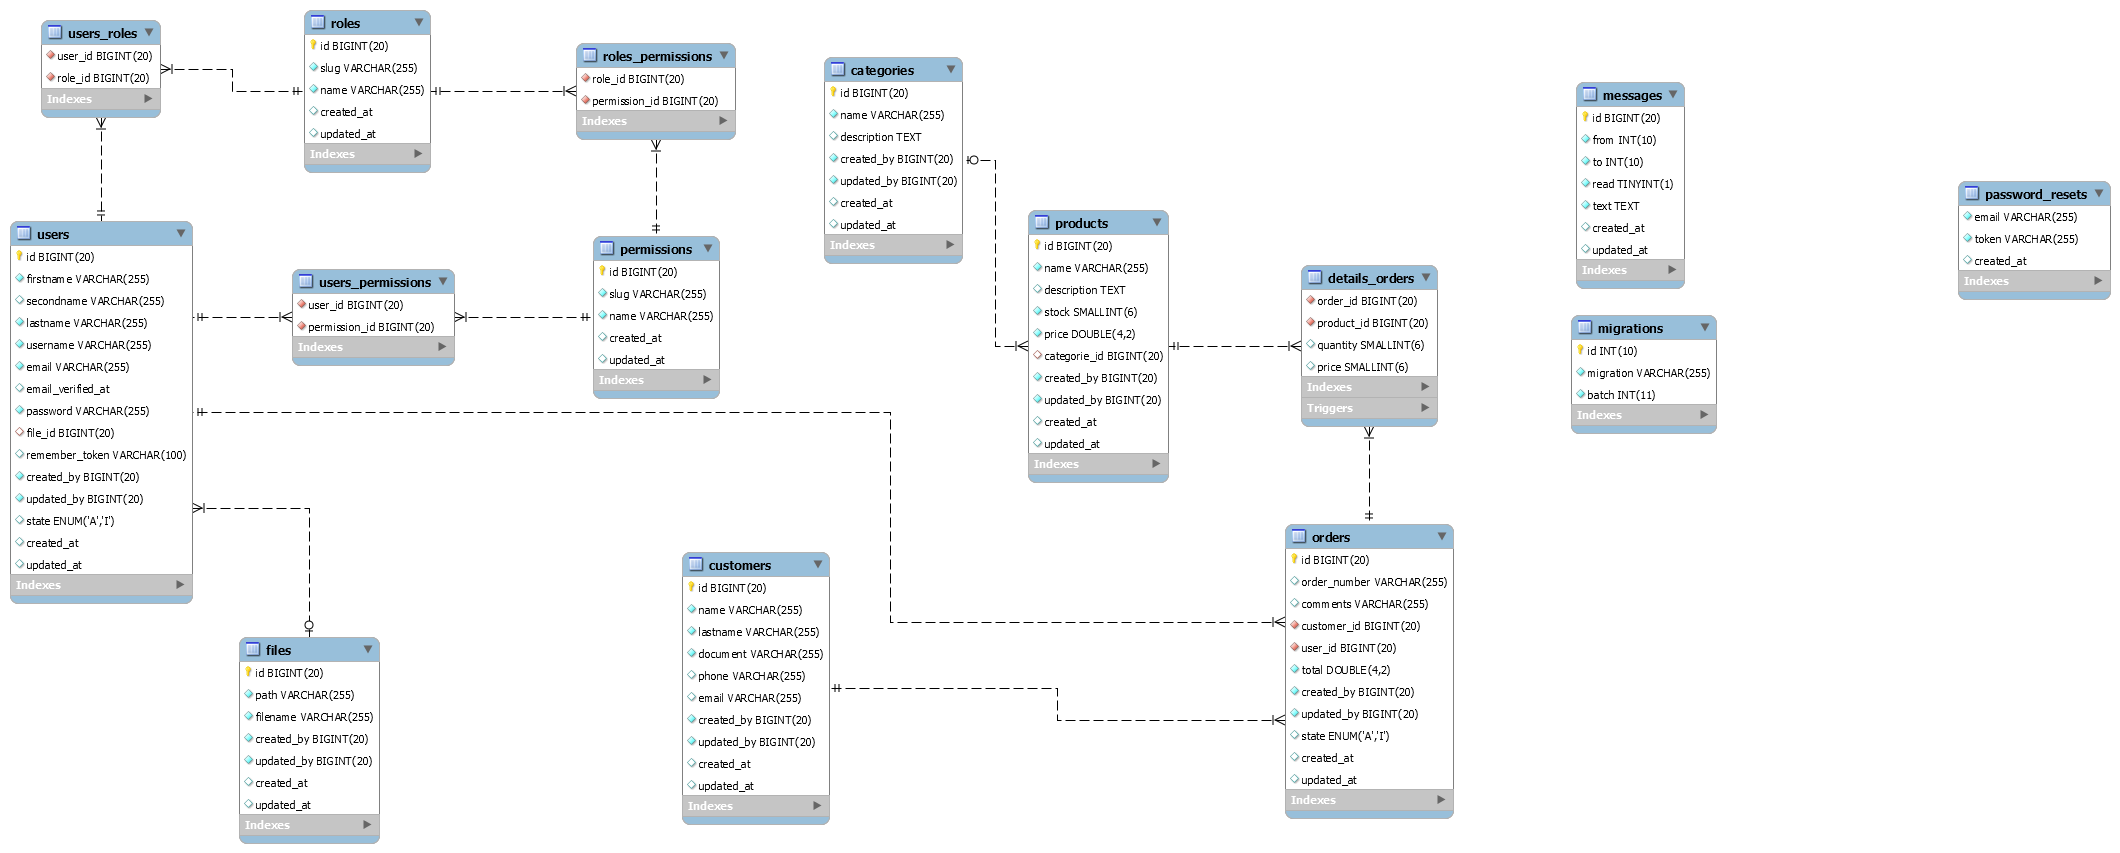 users_roles
user_id BIGINT(20)
role_id BIGINT(20)
Indexes
roles
id BIGINT(20)
slug VARCHAR(255)
name VARCHAR(255)
created_at
updated_at
Indexes
roles_permissions
role_id BIGINT(20)
permission_id BIGINT(20)
Indexes
categories
id BIGINT(20)
name VARCHAR(255)
description TEXT
created_by BIGINT(20)
updated_by BIGINT(20)
created_at
updated_at
Indexes
messages
id BIGINT(20)
from INT(10)
to INT(10)
read TINYINT(1)
text TEXT
created_at
updated_at
Indexes
password_resets
email VARCHAR(255)
token VARCHAR(255)
created_at
Indexes
users
id BIGINT(20)
firstname VARCHAR(255)
secondname VARCHAR(255)
lastname VARCHAR(255)
username VARCHAR(255)
email VARCHAR(255)
email_verified_at
password VARCHAR(255)
file_id BIGINT(20)
remember_token VARCHAR(100)
created_by BIGINT(20)
updated_by BIGINT(20)
state ENUM('A','I')
created_at
updated_at
Indexes
users_permissions
user_id BIGINT(20)
permission_id BIGINT(20)
Indexes
permissions
id BIGINT(20)
slug VARCHAR(255)
name VARCHAR(255)
created_at
updated_at
Indexes
products
id BIGINT(20)
name VARCHAR(255)
description TEXT
stock SMALLINT(6)
price DOUBLE(4,2)
categorie_id BIGINT(20)
created_by BIGINT(20)
updated_by BIGINT(20)
created_at
updated_at
Indexes
details_orders
order_id BIGINT(20)
product_id BIGINT(20)
quantity SMALLINT(6)
price SMALLINT(6)
Indexes
Triggers
migrations
id INT(10)
migration VARCHAR(255)
batch INT(11)
Indexes
files
id BIGINT(20)
path VARCHAR(255)
filename VARCHAR(255)
created_by BIGINT(20)
updated_by BIGINT(20)
created_at
updated_at
Indexes
customers
id BIGINT(20)
name VARCHAR(255)
lastname VARCHAR(255)
document VARCHAR(255)
phone VARCHAR(255)
email VARCHAR(255)
created_by BIGINT(20)
updated_by BIGINT(20)
created_at
updated_at
Indexes
orders
id BIGINT(20)
order_number VARCHAR(255)
comments VARCHAR(255)
customer_id BIGINT(20)
user_id BIGINT(20)
total DOUBLE(4,2)
created_by BIGINT(20)
updated_by BIGINT(20)
state ENUM('A','I')
created_at
updated_at
Indexes